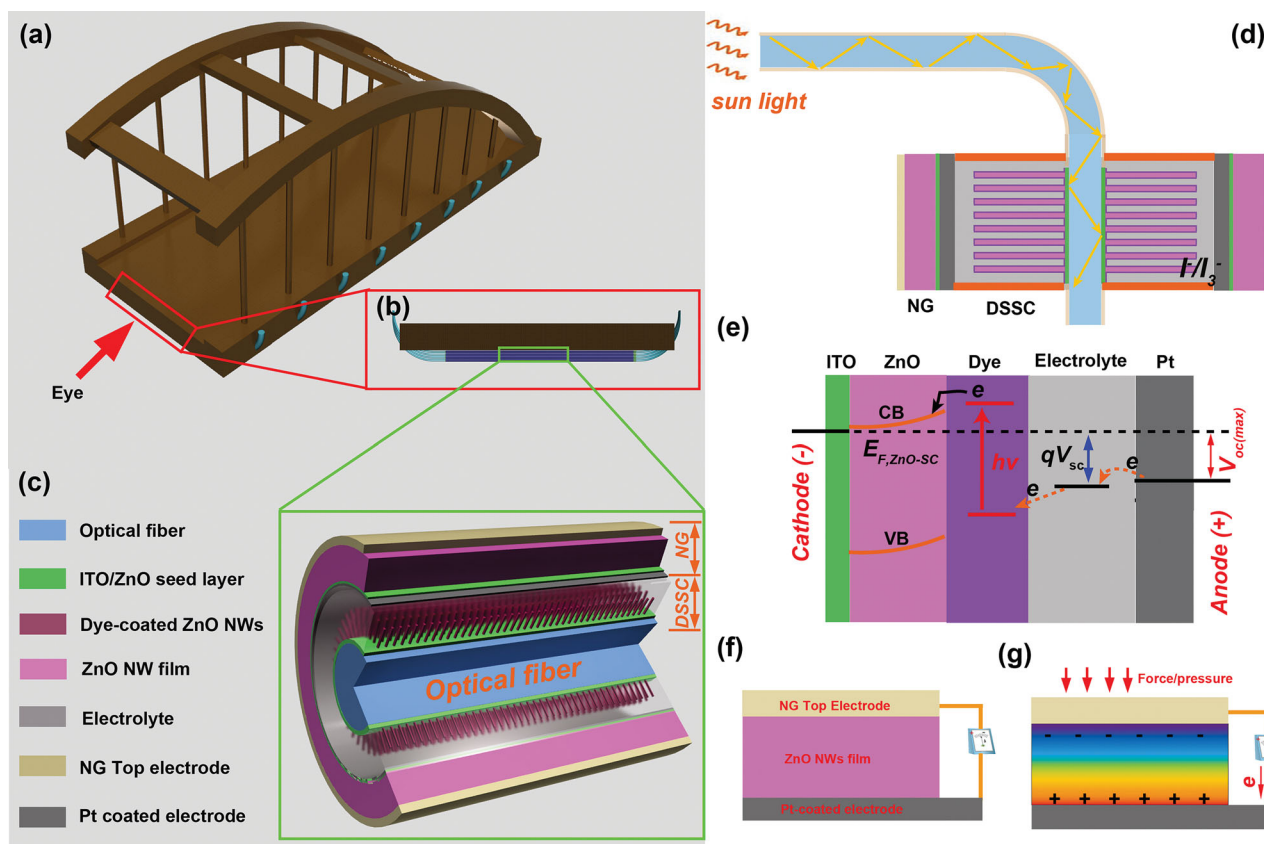 (a)
Eye
(b)
(c)
Optical fiber
ITO/ZnO seed layer
Dye-coated ZnO NWs
ZnO NW film
Electrolyte
NG Top electrode
Pt coated electrode
NG
DSSC
Optical fiber
(d)
sun light
I⁻/I₃⁻
NG
DSSC
(e)
ITO ZnO Dye Electrolyte Pt
CB
e
E_F,ZnO-SC
hv
qV_sc
e
e
V_oc(max)
VB
Cathode (-)
Anode (+)
(f)
NG Top Electrode
ZnO NWs film
Pt-coated electrode
(g)
Force/pressure
- - - - - -
+ + + + + +
e